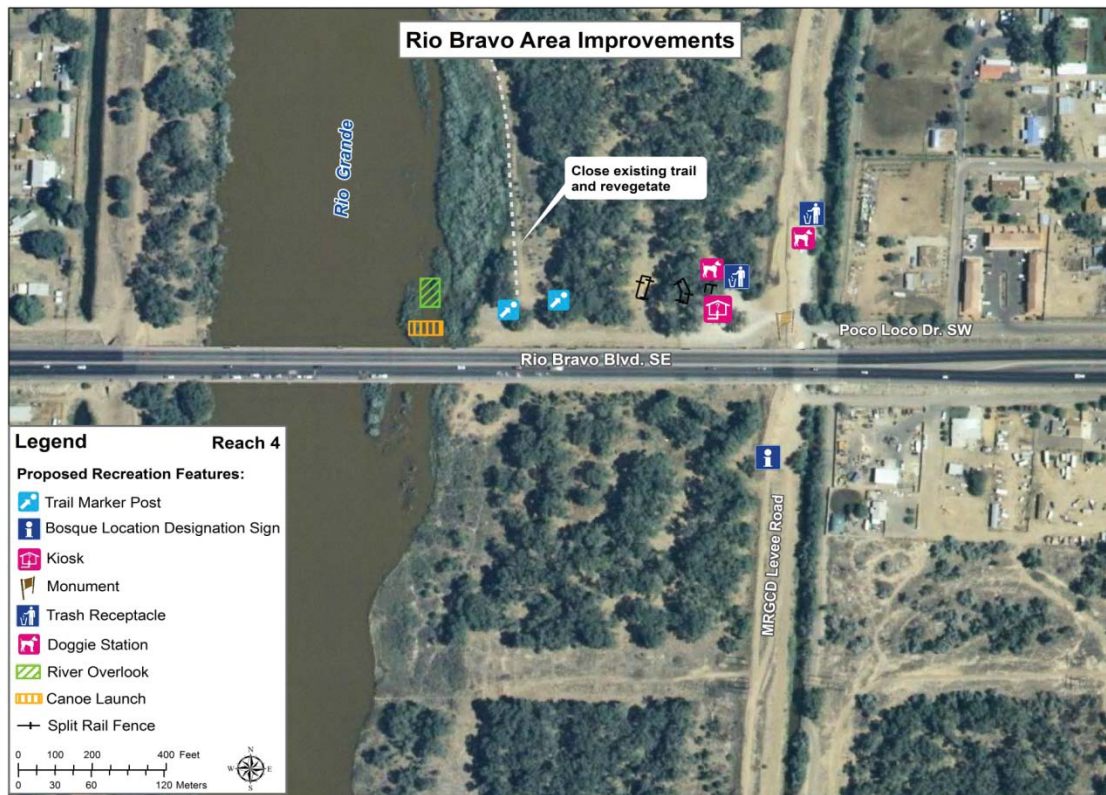 Rio Bravo Area Improvements
Rio Grande
Close existing trail
and revegetate
Poco Loco Dr. SW
Rio Bravo Blvd. SE
MRGCD Levee Road
Legend Reach 4
Proposed Recreation Features:
Trail Marker Post
Bosque Location Designation Sign
Kiosk
Monument
Trash Receptacle
Doggie Station
River Overlook
Canoe Launch
Split Rail Fence
0 100 200 400 Feet
0 30 60 120 Meters
N
W E
S